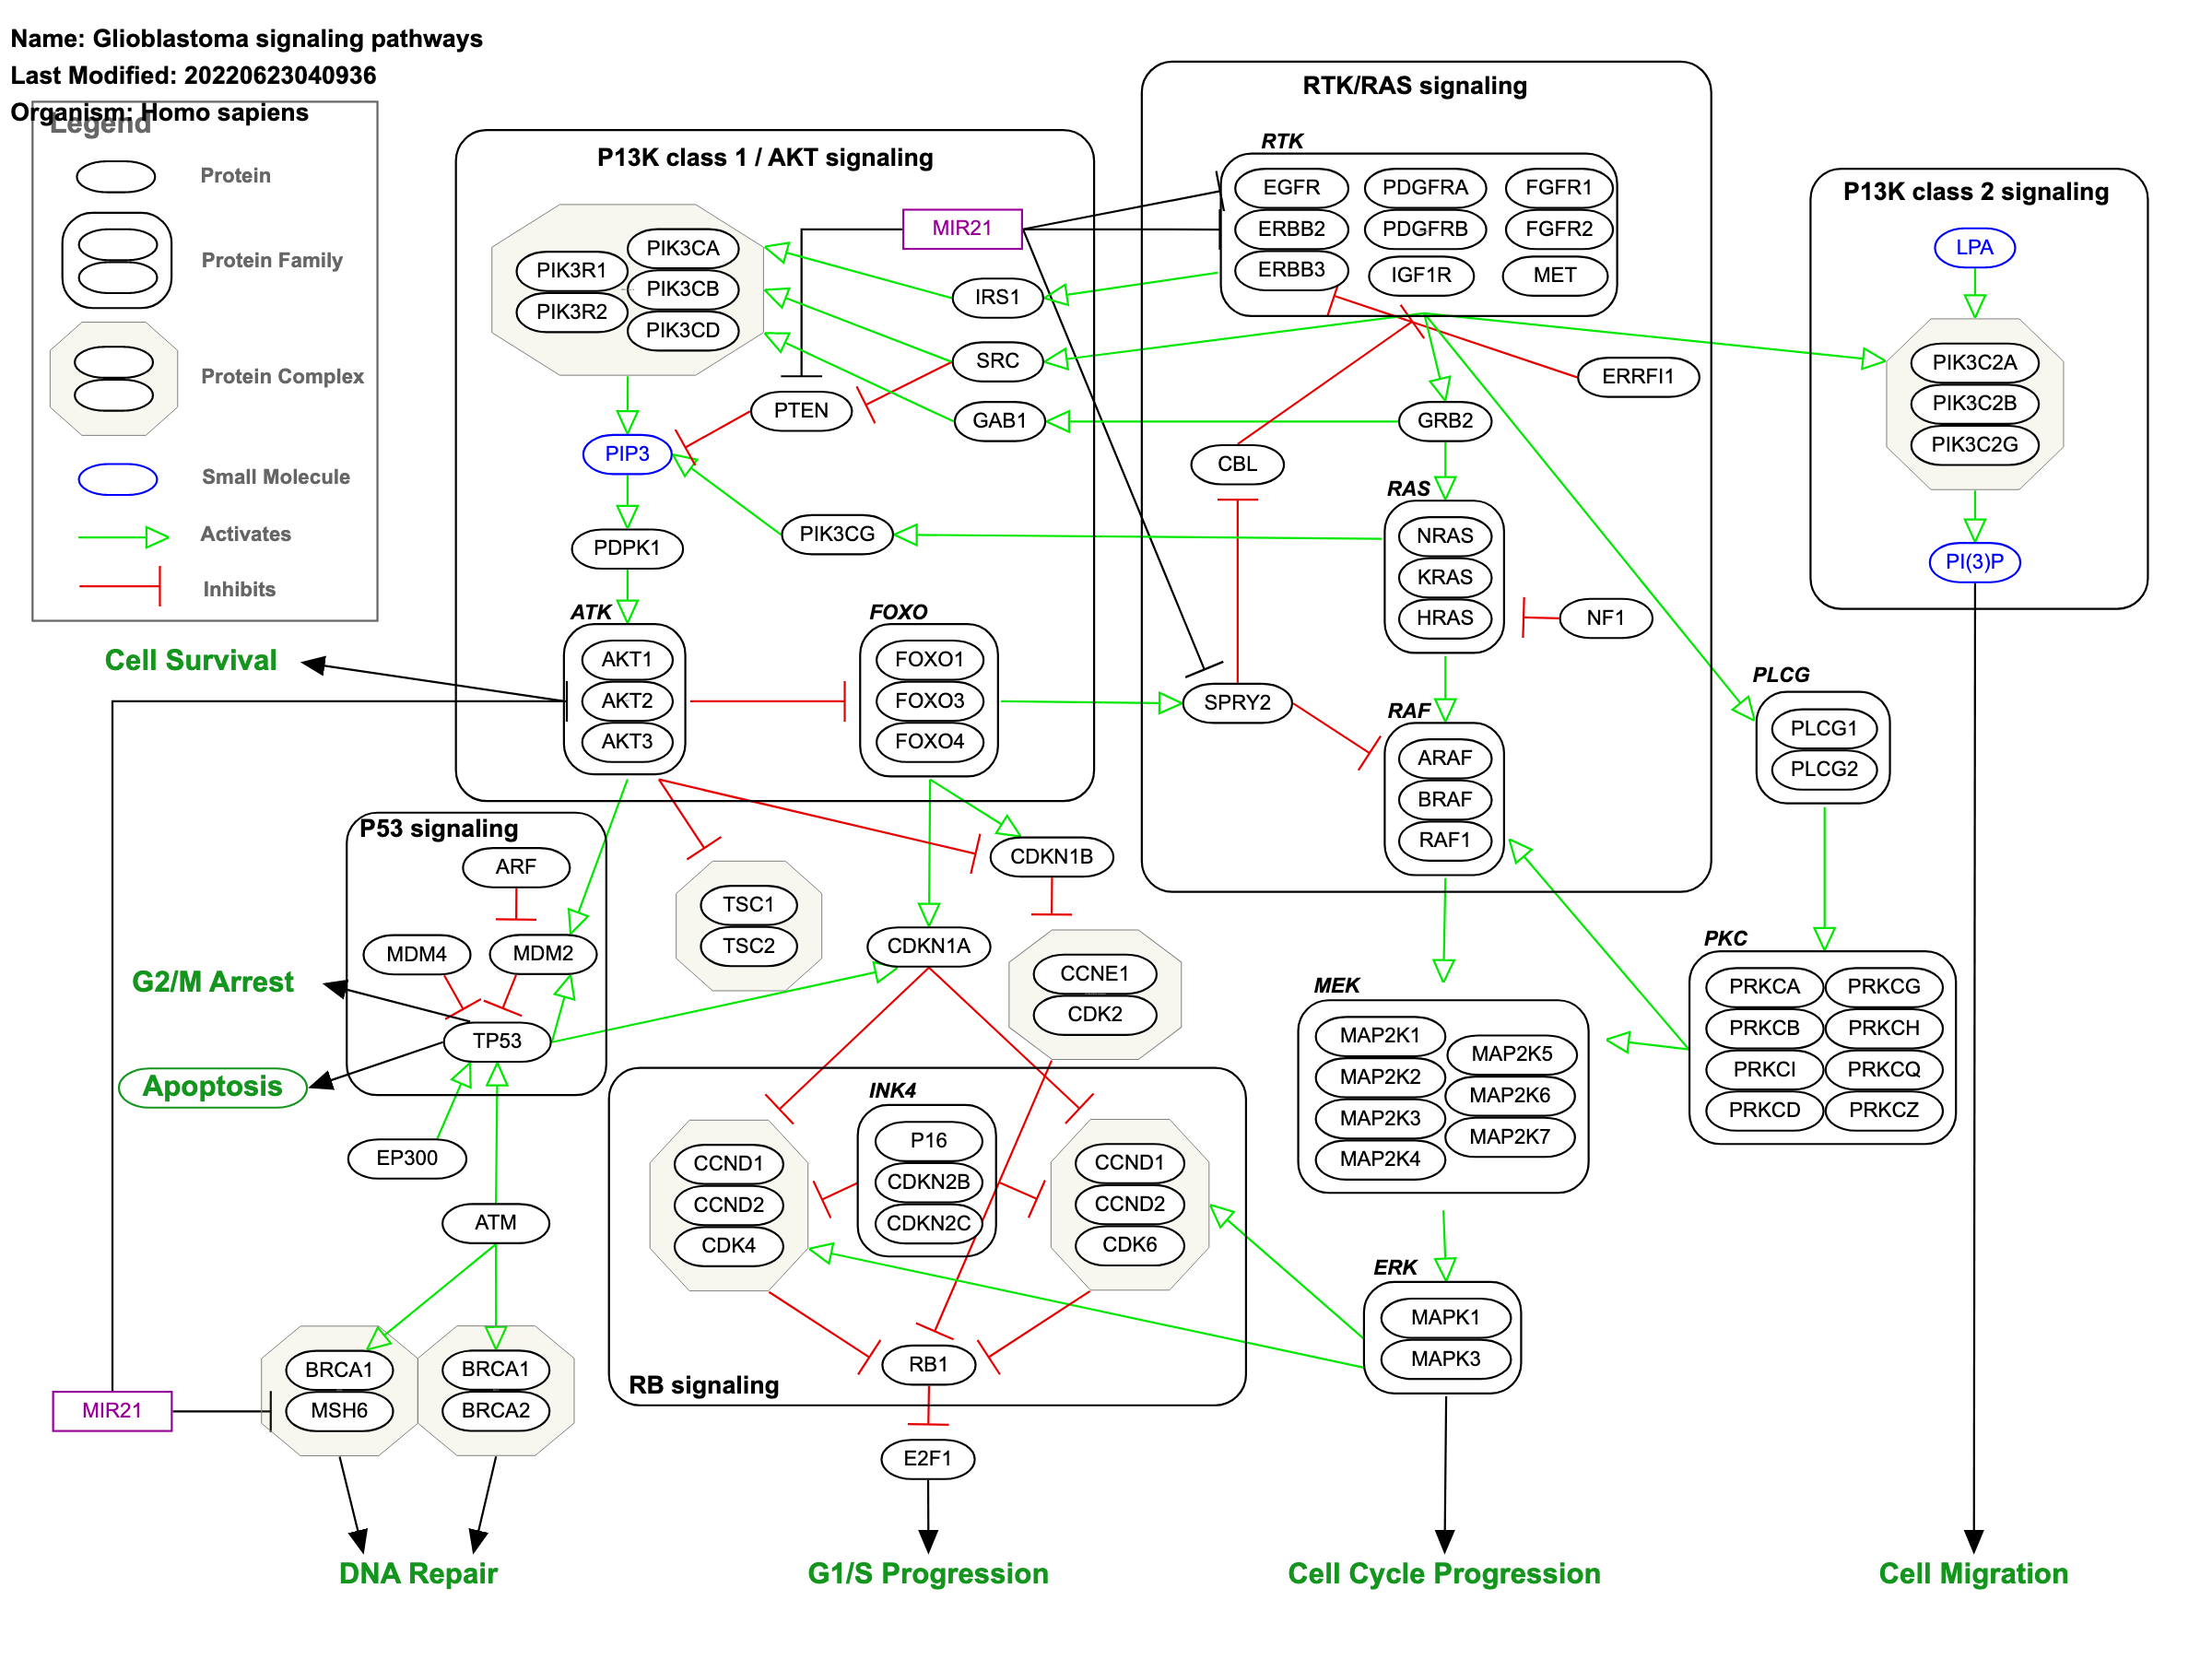 Name: Glioblastoma signaling pathways
Last Modified: 20220623040936
Organism: Homo sapiens
Legend
Protein
Protein Family
Protein Complex
Small Molecule
Activates
Inhibits
P13K class 1 / AKT signaling
PIK3R1
PIK3R2
PIK3CA
PIK3CB
PIK3CD
MIR21
IRS1
SRC
GAB1
PTEN
PIP3
PDPK1
PIK3CG
ATK
AKT1
AKT2
AKT3
FOXO
FOXO1
FOXO3
FOXO4
RTK/RAS signaling
RTK
EGFR
ERBB2
ERBB3
PDGFRA
PDGFRB
IGF1R
FGFR1
FGFR2
MET
ERRFI1
GRB2
CBL
RAS
NRAS
KRAS
HRAS
NF1
SPRY2
RAF
ARAF
BRAF
RAF1
P13K class 2 signaling
LPA
PIK3C2A
PIK3C2B
PIK3C2G
PI(3)P
PLCG
PLCG1
PLCG2
PKC
PRKCA
PRKCB
PRKCI
PRKCD
PRKCG
PRKCH
PRKCQ
PRKCZ
Cell Survival
P53 signaling
ARF
MDM4
MDM2
TP53
G2/M Arrest
Apoptosis
EP300
ATM
TSC1
TSC2
CDKN1B
CDKN1A
CCNE1
CDK2
MEK
MAP2K1
MAP2K2
MAP2K3
MAP2K4
MAP2K5
MAP2K6
MAP2K7
INK4
P16
CDKN2B
CDKN2C
CCND1
CCND2
CDK4
CCND1
CCND2
CDK6
RB1
RB signaling
E2F1
ERK
MAPK1
MAPK3
MIR21
BRCA1
MSH6
BRCA1
BRCA2
DNA Repair
G1/S Progression
Cell Cycle Progression
Cell Migration